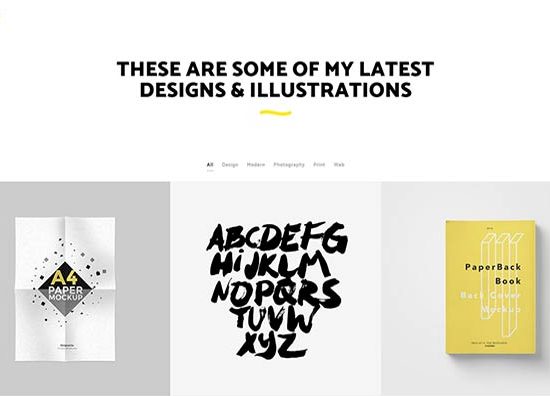 THESE ARE SOME OF MY LATEST
DESIGNS & ILLUSTRATIONS
All Design Modern Photography Print Web
A4
PAPER
MOCKUP
ABCDEFG
HIJKLM
NOPQRS
TUVW
XYZ
PaperBack
Book
Back Cover
Mockup